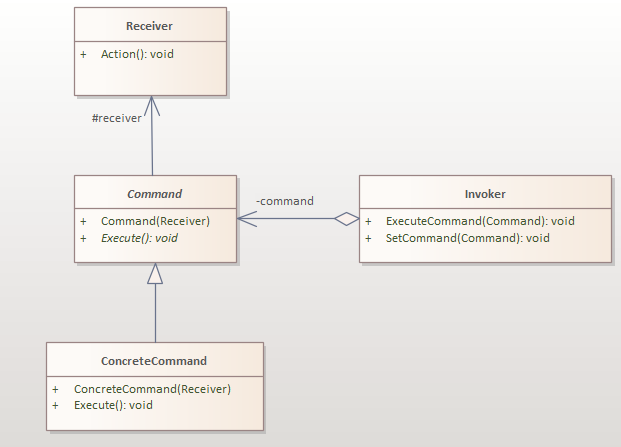 Receiver
+ Action(): void
#receiver
Command
+ Command(Receiver)
+ Execute(): void
-command
Invoker
+ ExecuteCommand(Command): void
+ SetCommand(Command): void
ConcreteCommand
+ ConcreteCommand(Receiver)
+ Execute(): void